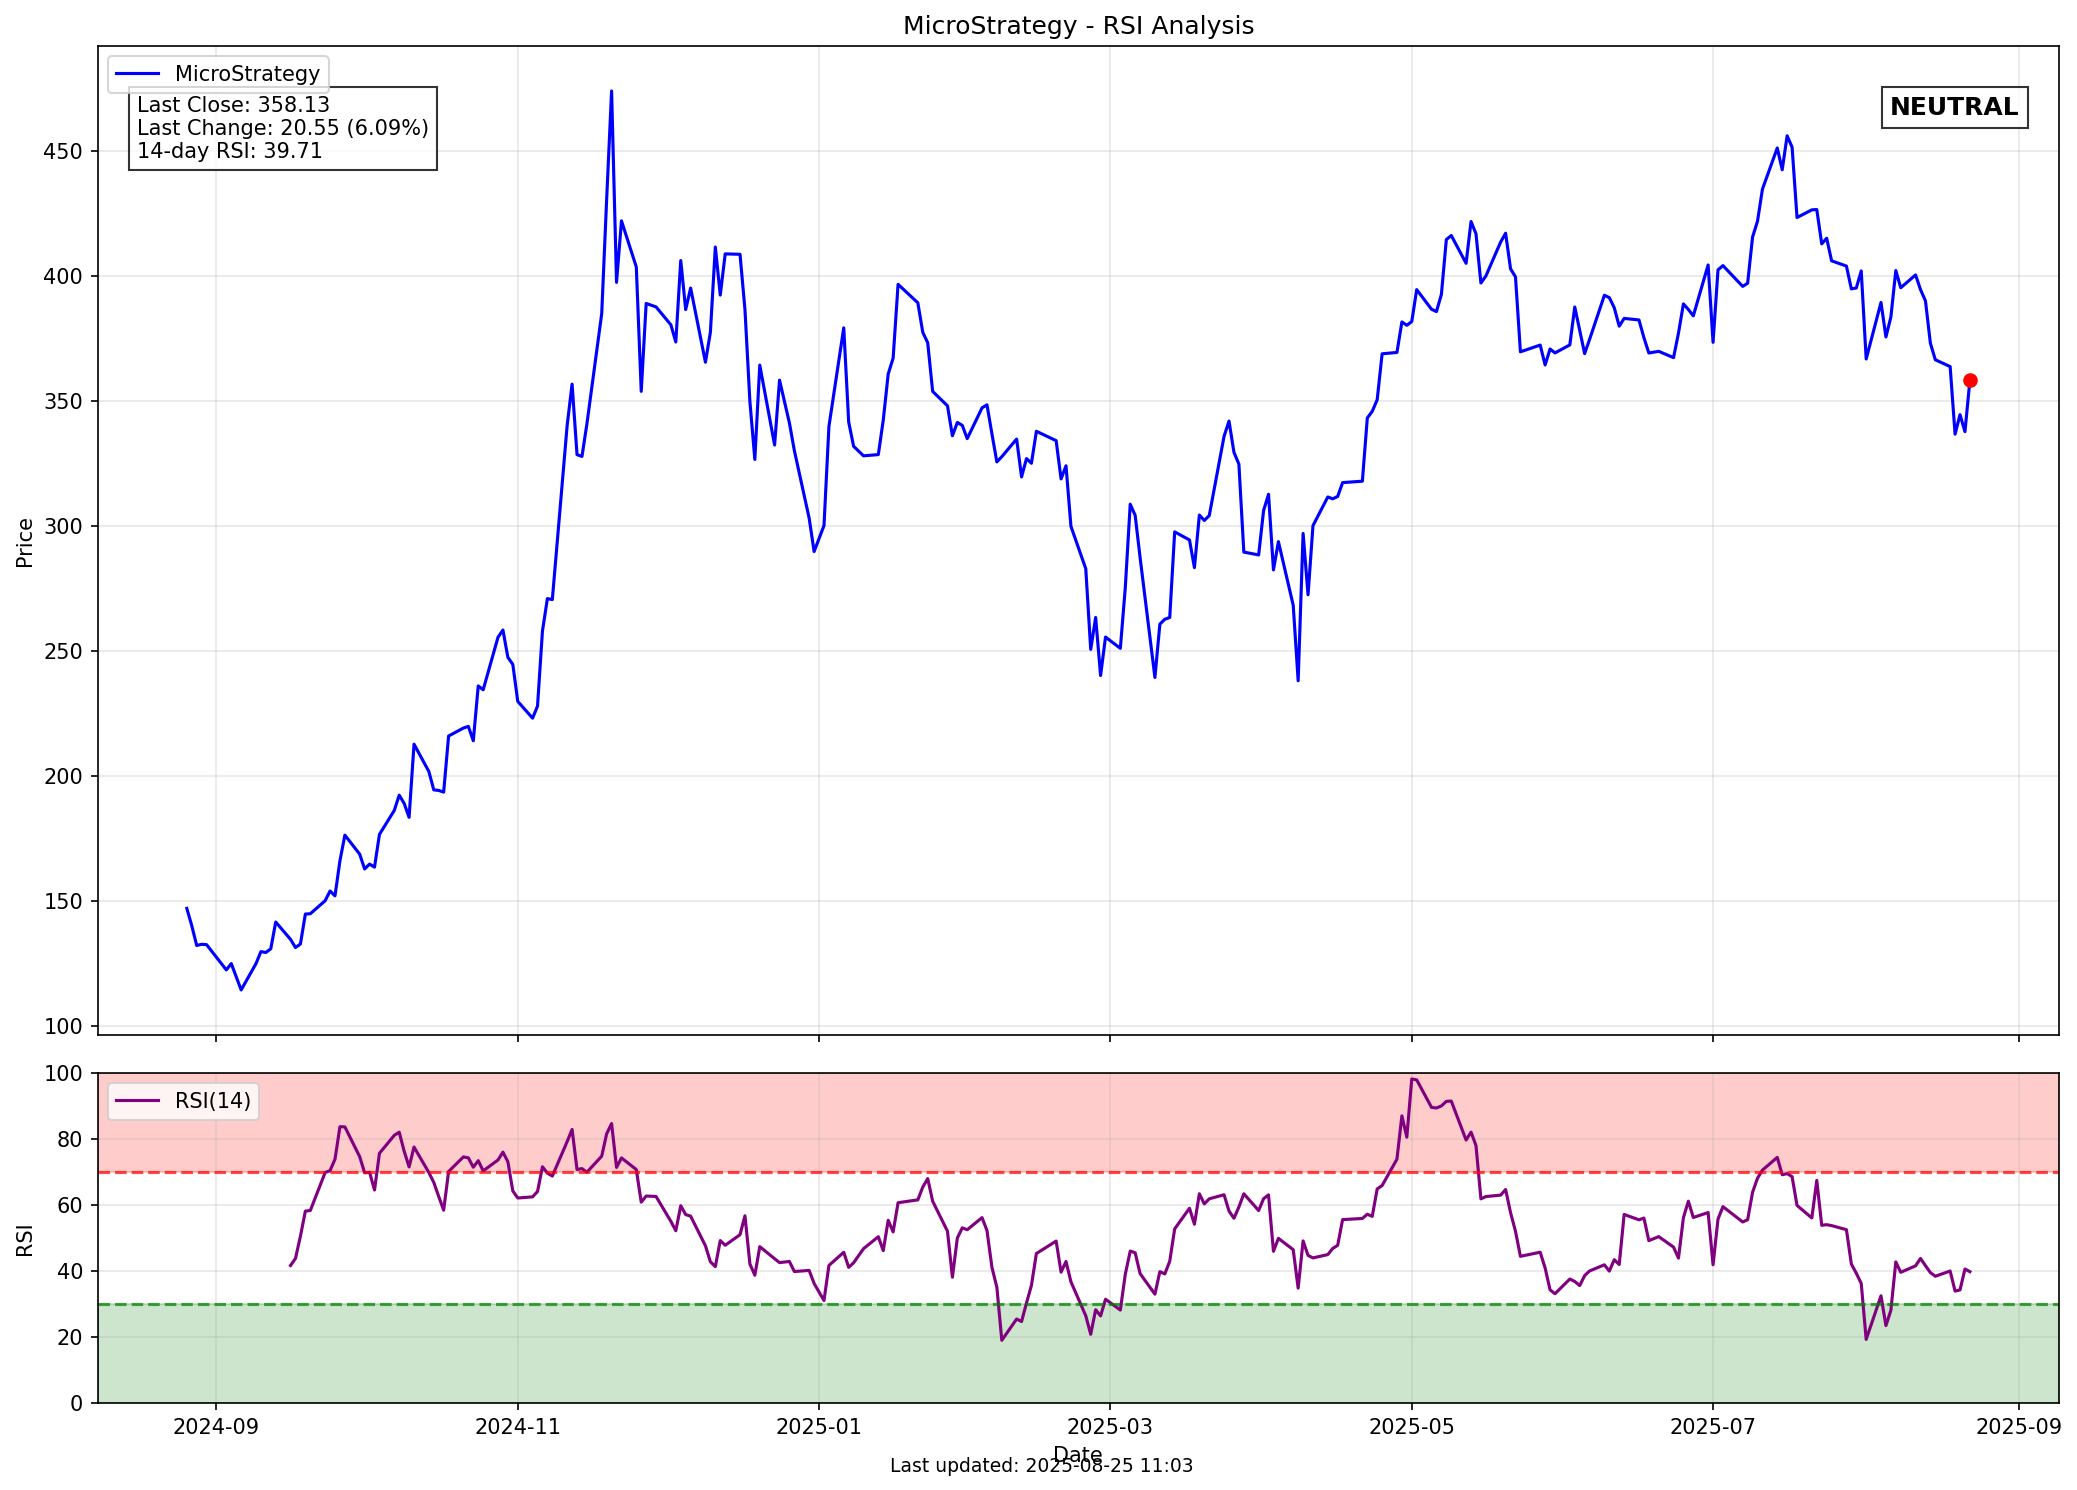 MicroStrategy - RSI Analysis
MicroStrategy
Last Close: 358.13
Last Change: 20.55 (6.09%)
14-day RSI: 39.71
NEUTRAL
Price
450
400
350
300
250
200
150
100
RSI(14)
RSI
100
80
60
40
20
0
2024-09
2024-11
2025-01
2025-03
2025-05
2025-07
2025-09
Date
Last updated: 2025-08-25 11:03